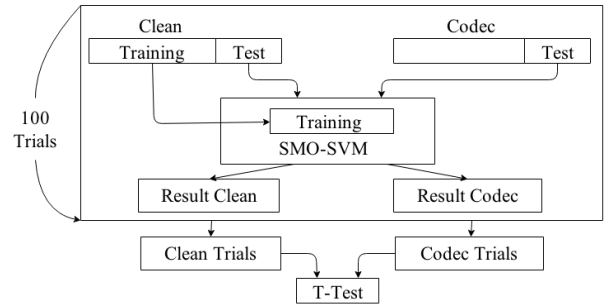 Clean
Codec
Training
Test
Test
100
Trials
Training
SMO-SVM
Result Clean
Result Codec
Clean Trials
Codec Trials
T-Test